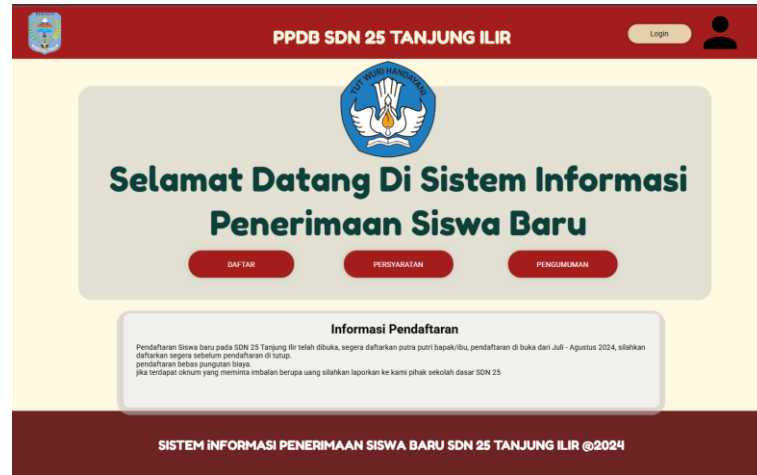 PPDB SDN 25 TANJUNG ILIR
Login
TUT WURI HANDAYANI
Selamat Datang Di Sistem Informasi
Penerimaan Siswa Baru
DAFTAR
PERSYARATAN
PENGUMUMAN
Informasi Pendaftaran
Pendaftaran Siswa baru pada SDN 25 Tanjung Ilir telah dibuka, segera daftarkan putra putri bapak/ibu, pendaftaran di buka dari Juli - Agustus 2024, silahkan
daftarkan segera sebelum pendaftaran di tutup.
pendaftaran bebas pungutan biaya.
jika terdapat oknum yang meminta imbalan berupa uang silahkan laporkan ke kami pihak sekolah dasar SDN 25
SISTEM iNFORMASI PENERIMAAN SISWA BARU SDN 25 TANJUNG ILIR @2024